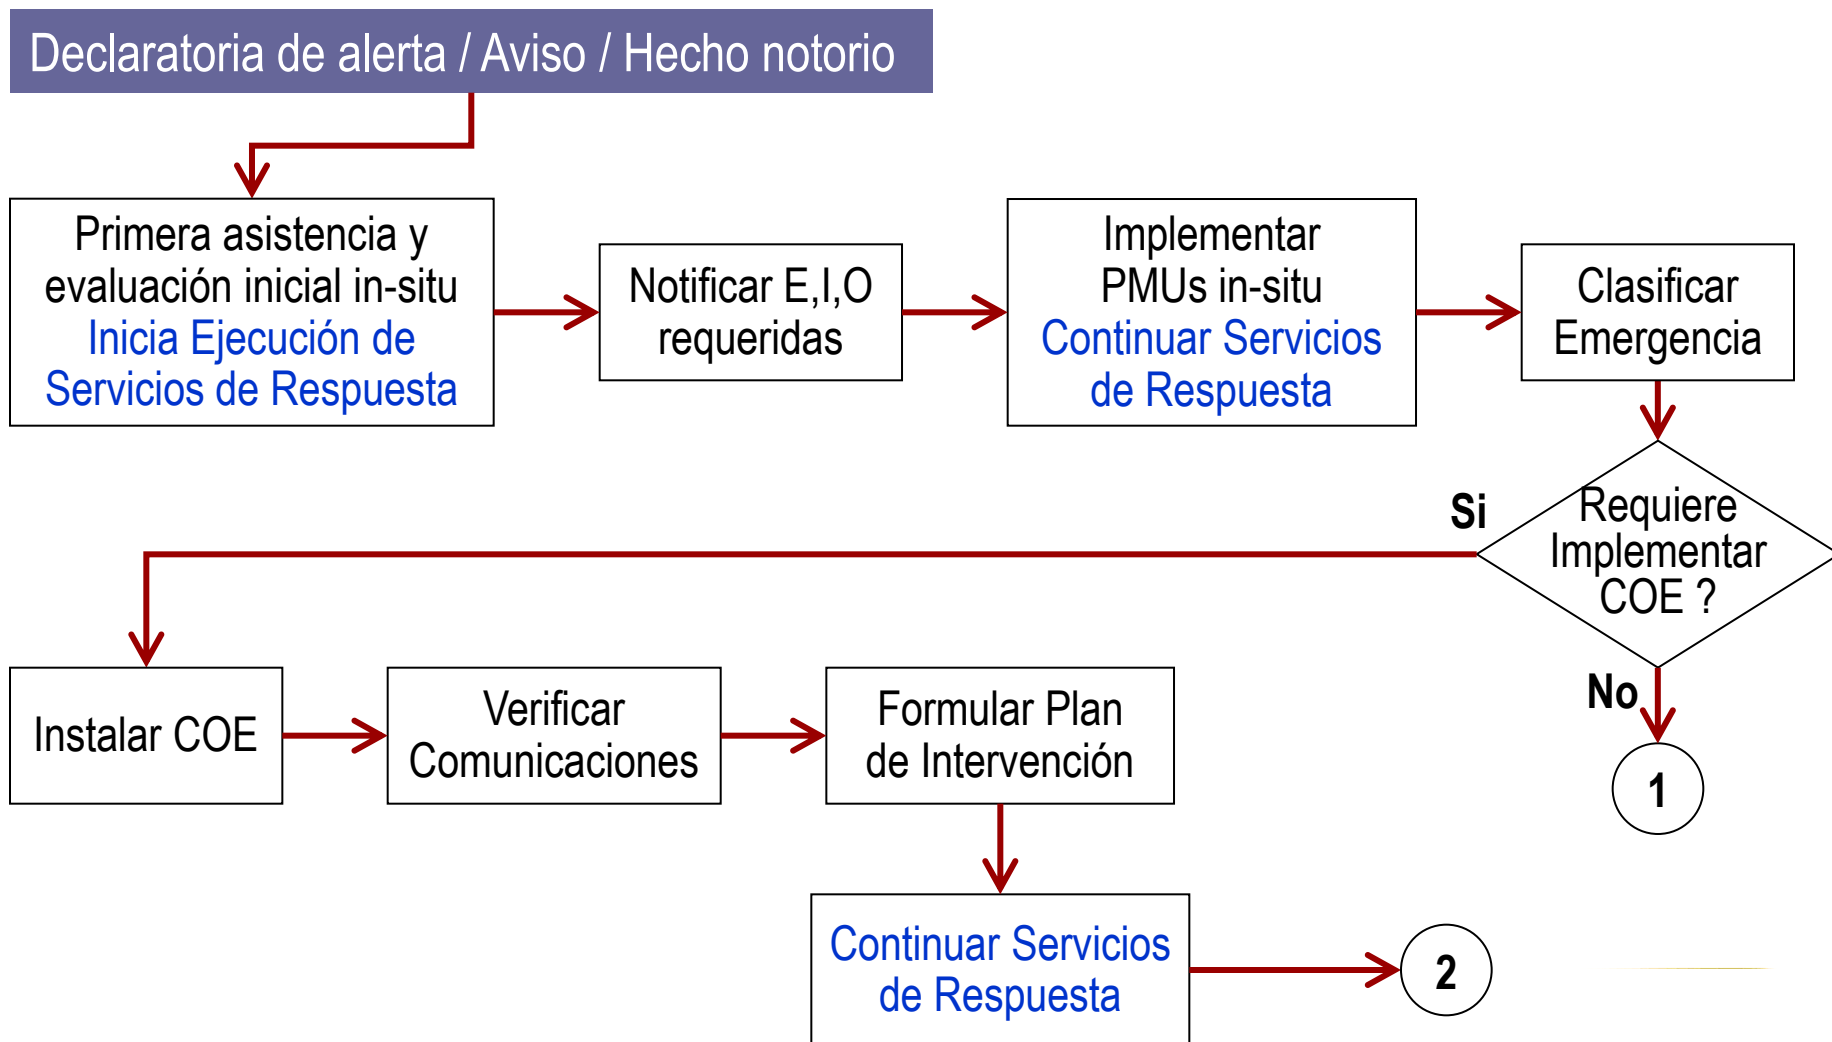 Declaratoria de alerta / Aviso / Hecho notorio
Primera asistencia y
evaluación inicial in-situ
Inicia Ejecución de
Servicios de Respuesta
Notificar E,I,O
requeridas
Implementar
PMUs in-situ
Continuar Servicios
de Respuesta
Clasificar
Emergencia
Requiere
Implementar
COE ?
Si
No
1
Instalar COE
Verificar
Comunicaciones
Formular Plan
de Intervención
Continuar Servicios
de Respuesta
2